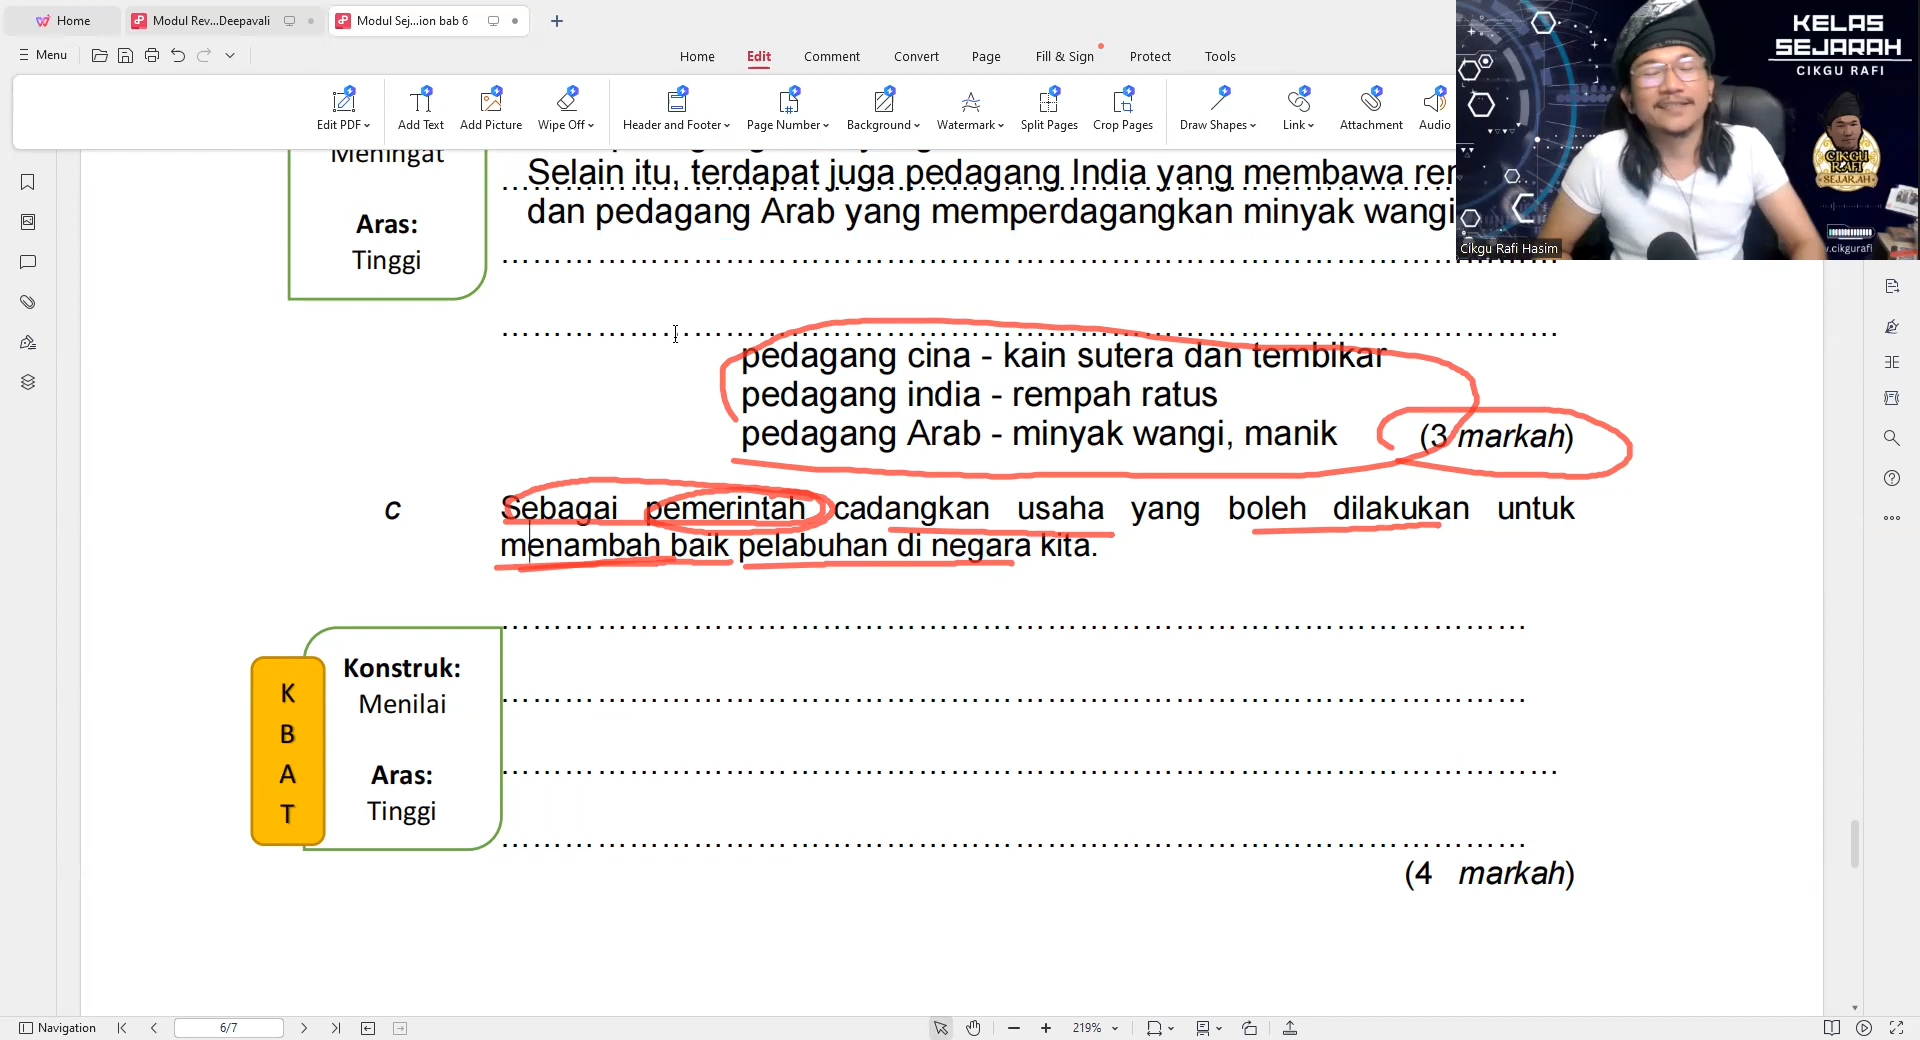 Home
Modul Rev...Deepavali
Modul Sej...ion bab 6
Menu
Home
Edit
Comment
Convert
Page
Fill & Sign
Protect
Tools
Edit PDF
Add Text
Add Picture
Wipe Off
Header and Footer
Page Number
Background
Watermark
Split Pages
Crop Pages
Draw Shapes
Link
Attachment
Audio
KELAS
SEJARAH
CIKGU RAFI
CIKGU
RAFI
SEJARAH
Cikgu Rafi Hasim
Mengingat
Aras:
Tinggi
Selain itu, terdapat juga pedagang India yang membawa
dan pedagang Arab yang memperdagangkan minyak wangi
pedagang cina - kain sutera dan tembikar
pedagang india - rempah ratus
pedagang Arab - minyak wangi, manik
(3 markah)
c Sebagai pemerintah cadangkan usaha yang boleh dilakukan untuk
menambah baik pelabuhan di negara kita.
K
B
A
T
Konstruk:
Menilai
Aras:
Tinggi
(4 markah)
Navigation
6/7
219%